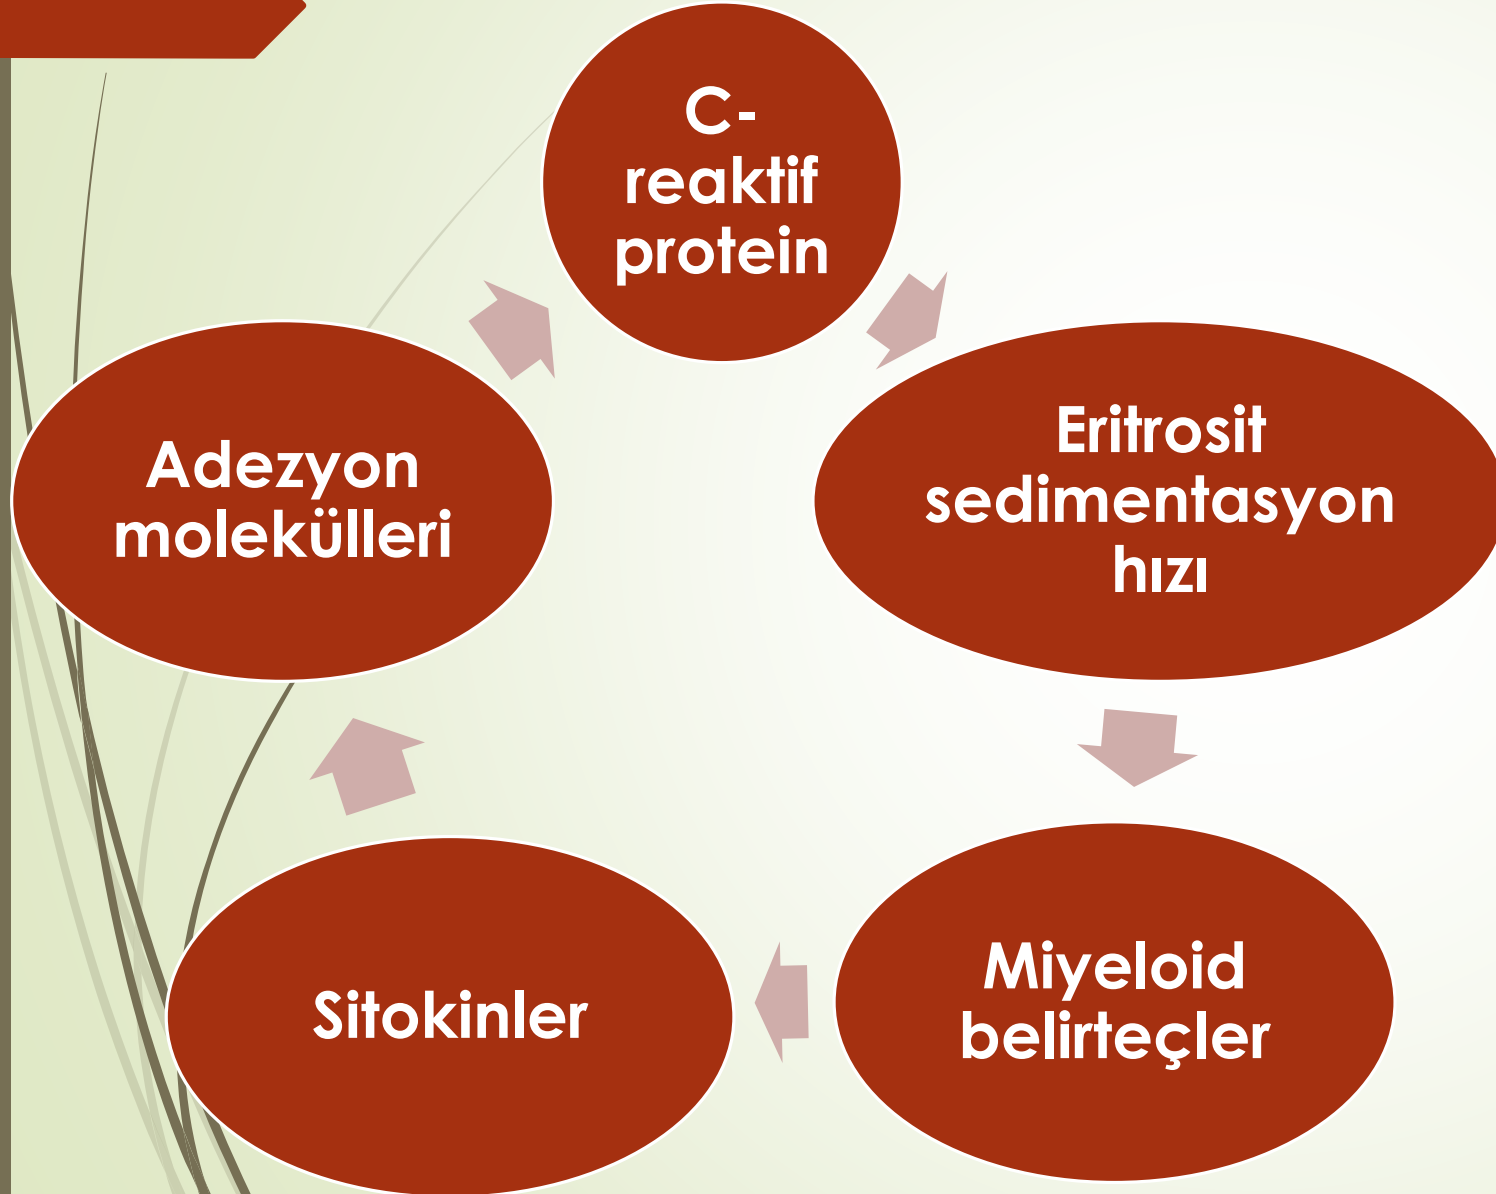 C-
reaktif
protein
Eritrosit
sedimentasyon
hızı
Miyeloid
belirteçler
Sitokinler
Adezyon
molekülleri